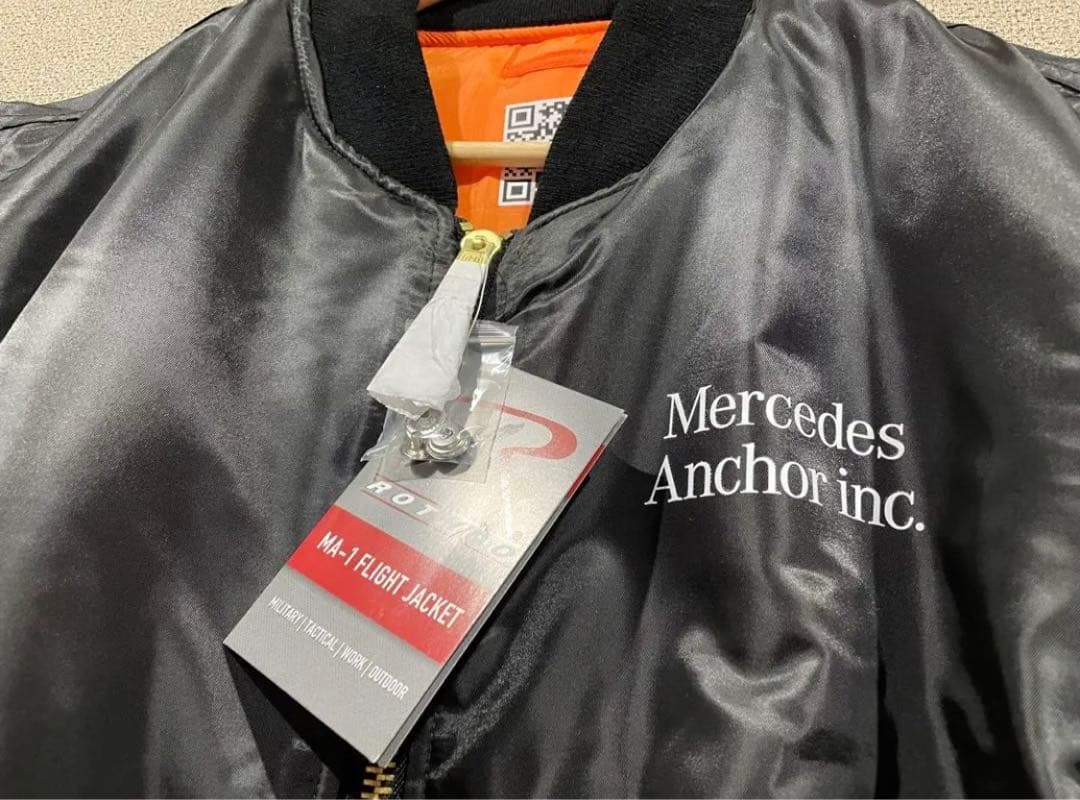 Mercedes
Anchor inc.
MA-1 FLIGHT JACKET
MILITARY | TACTICAL | WORK | OUTDOOR